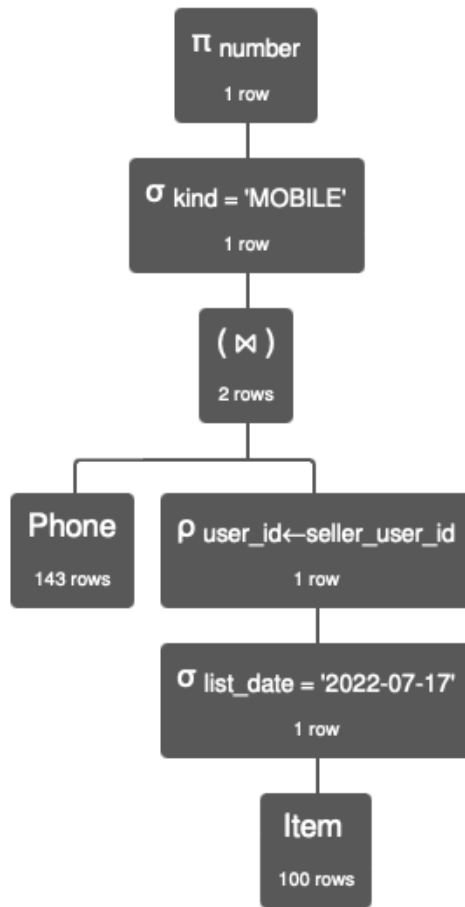 π number
1 row
σ kind = 'MOBILE'
1 row
( ⋈ )
2 rows
Phone
143 rows
ρ user_id←seller_user_id
1 row
σ list_date = '2022-07-17'
1 row
Item
100 rows